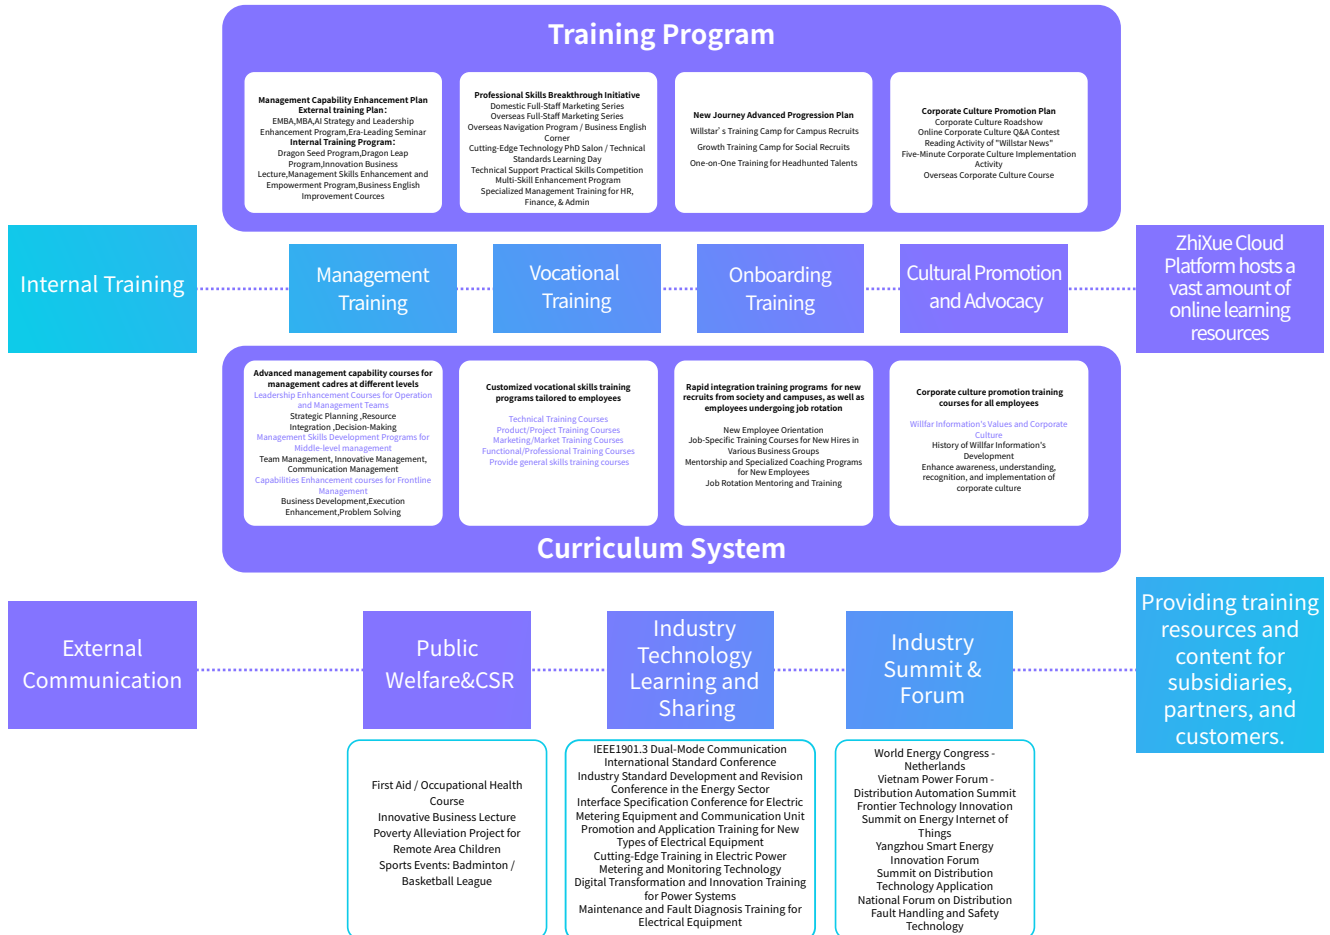 Training Program
Management Capability Enhancement Plan
External training Plan：
EMBA,MBA,AI Strategy and Leadership
Enhancement Program,Era-Leading Seminar
Internal Training Program：
Dragon Seed Program,Dragon Leap
Program,Innovation Business
Lecture,Management Skills Enhancement and
Empowerment Program,Business English
Improvement Cources
Professional Skills Breakthrough Initiative
Domestic Full-Staff Marketing Series
Overseas Full-Staff Marketing Series
Overseas Navigation Program / Business English
Corner
Cutting-Edge Technology PhD Salon / Technical
Standards Learning Day
Technical Support Practical Skills Competition
Multi-Skill Enhancement Program
Specialized Management Training for HR,
Finance, & Admin
New Journey Advanced Progression Plan
Willstar’s Training Camp for Campus Recruits
Growth Training Camp for Social Recruits
One-on-One Training for Headhunted Talents
Corporate Culture Promotion Plan
Corporate Culture Roadshow
Online Corporate Culture Q&A Contest
Reading Activity of "Willstar News"
Five-Minute Corporate Culture Implementation
Activity
Overseas Corporate Culture Course
Internal Training
Management
Training
Vocational
Training
Onboarding
Training
Cultural Promotion
and Advocacy
ZhiXue Cloud
Platform hosts a
vast amount of
online learning
resources
Advanced management capability courses for
management cadres at different levels
Leadership Enhancement Courses for Operation
and Management Teams
Strategic Planning ,Resource
Integration ,Decision-Making
Management Skills Development Programs for
Middle-level management
Team Management, Innovative Management,
Communication Management
Capabilities Enhancement courses for Frontline
Management
Business Development,Execution
Enhancement,Problem Solving
Customized vocational skills training
programs tailored to employees
Technical Training Courses
Product/Project Training Courses
Marketing/Market Training Courses
Functional/Professional Training Courses
Provide general skills training courses
Rapid integration training programs for new
recruits from society and campuses, as well as
employees undergoing job rotation
New Employee Orientation
Job-Specific Training Courses for New Hires in
Various Business Groups
Mentorship and Specialized Coaching Programs
for New Employees
Job Rotation Mentoring and Training
Corporate culture promotion training
courses for all employees
Willfar Information's Values and Corporate
Culture
History of Willfar Information's
Development
Enhance awareness, understanding,
recognition, and implementation of
corporate culture
Curriculum System
External
Communication
Public
Welfare&CSR
Industry
Technology
Learning and
Sharing
Industry
Summit &
Forum
Providing training
resources and
content for
subsidiaries,
partners, and
customers.
First Aid / Occupational Health
Course
Innovative Business Lecture
Poverty Alleviation Project for
Remote Area Children
Sports Events: Badminton /
Basketball League
IEEE1901.3 Dual-Mode Communication
International Standard Conference
Industry Standard Development and Revision
Conference in the Energy Sector
Interface Specification Conference for Electric
Metering Equipment and Communication Unit
Promotion and Application Training for New
Types of Electrical Equipment
Cutting-Edge Training in Electric Power
Metering and Monitoring Technology
Digital Transformation and Innovation Training
for Power Systems
Maintenance and Fault Diagnosis Training for
Electrical Equipment
World Energy Congress -
Netherlands
Vietnam Power Forum -
Distribution Automation Summit
Frontier Technology Innovation
Summit on Energy Internet of
Things
Yangzhou Smart Energy
Innovation Forum
Summit on Distribution
Technology Application
National Forum on Distribution
Fault Handling and Safety
Technology